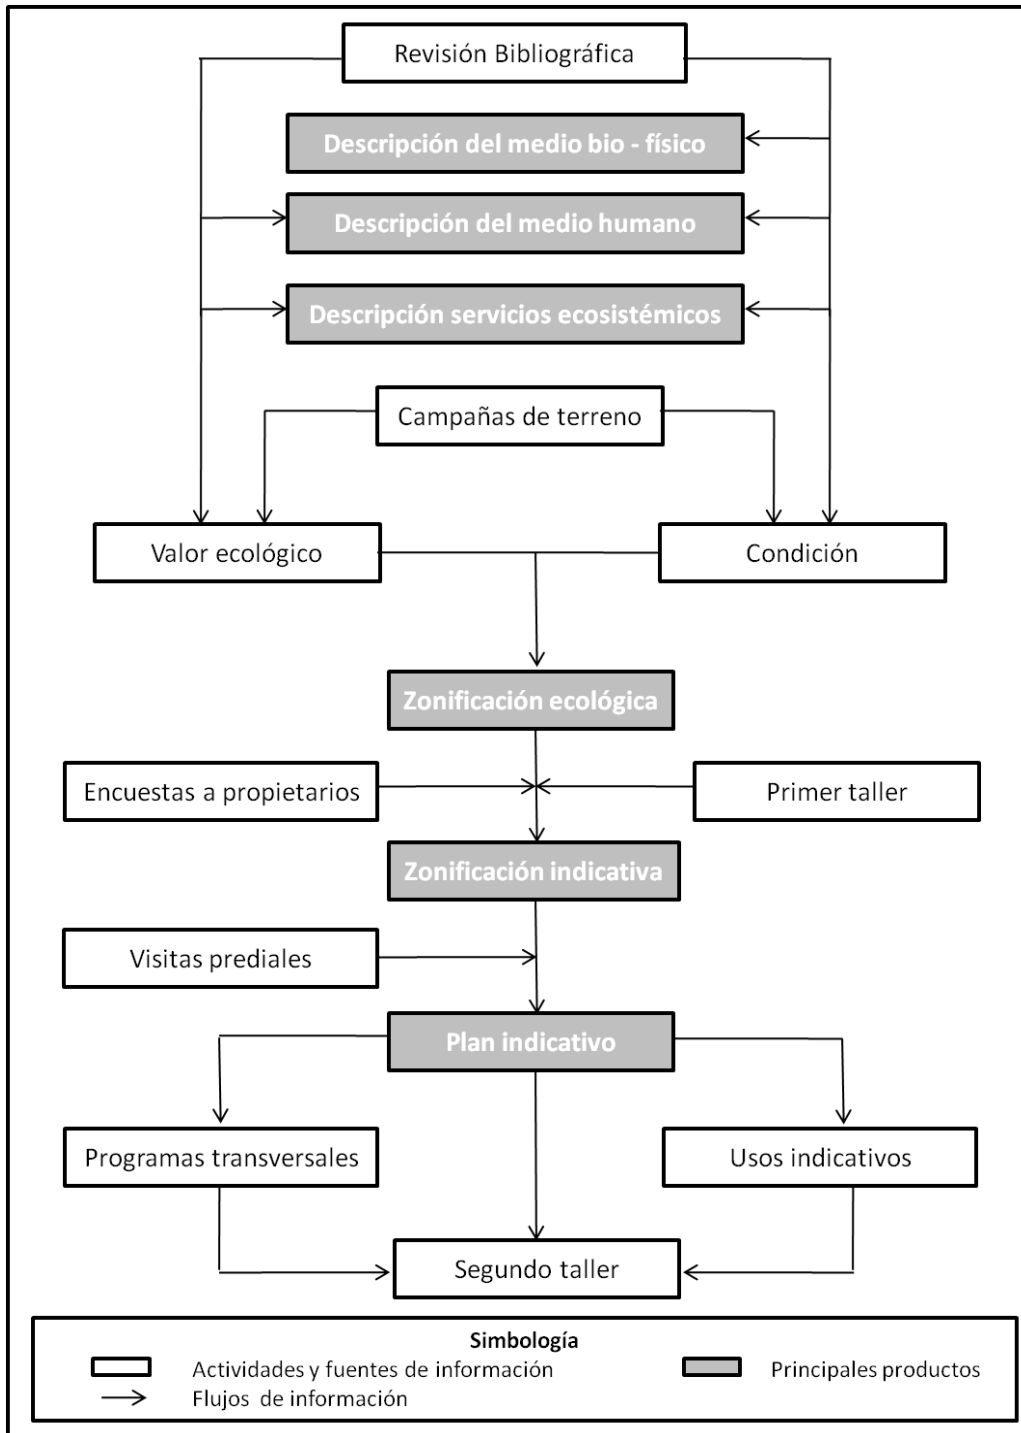 Revisión Bibliográfica
Descripción del medio bio - físico
Descripción del medio humano
Descripción servicios ecosistémicos
Campañas de terreno
Valor ecológico
Condición
Zonificación ecológica
Encuestas a propietarios
Primer taller
Zonificación indicativa
Visitas prediales
Plan indicativo
Programas transversales
Usos indicativos
Segundo taller
Simbología
Actividades y fuentes de información
Principales productos
Flujos de información